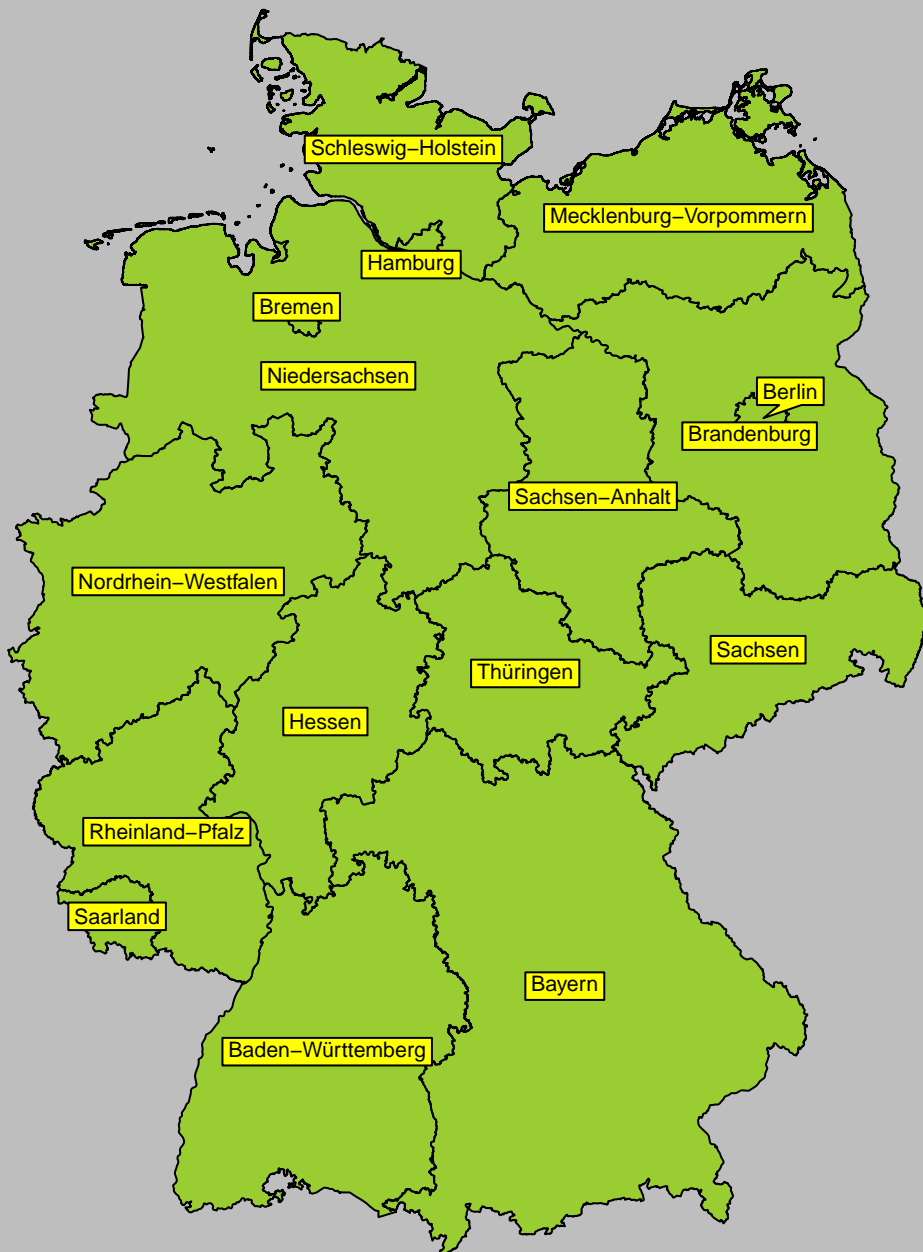 Schleswig–Holstein
Mecklenburg–Vorpommern
Hamburg
Bremen
Niedersachsen
Berlin
Brandenburg
Sachsen–Anhalt
Nordrhein–Westfalen
Sachsen
Thüringen
Hessen
Rheinland–Pfalz
Saarland
Bayern
Baden–Württemberg